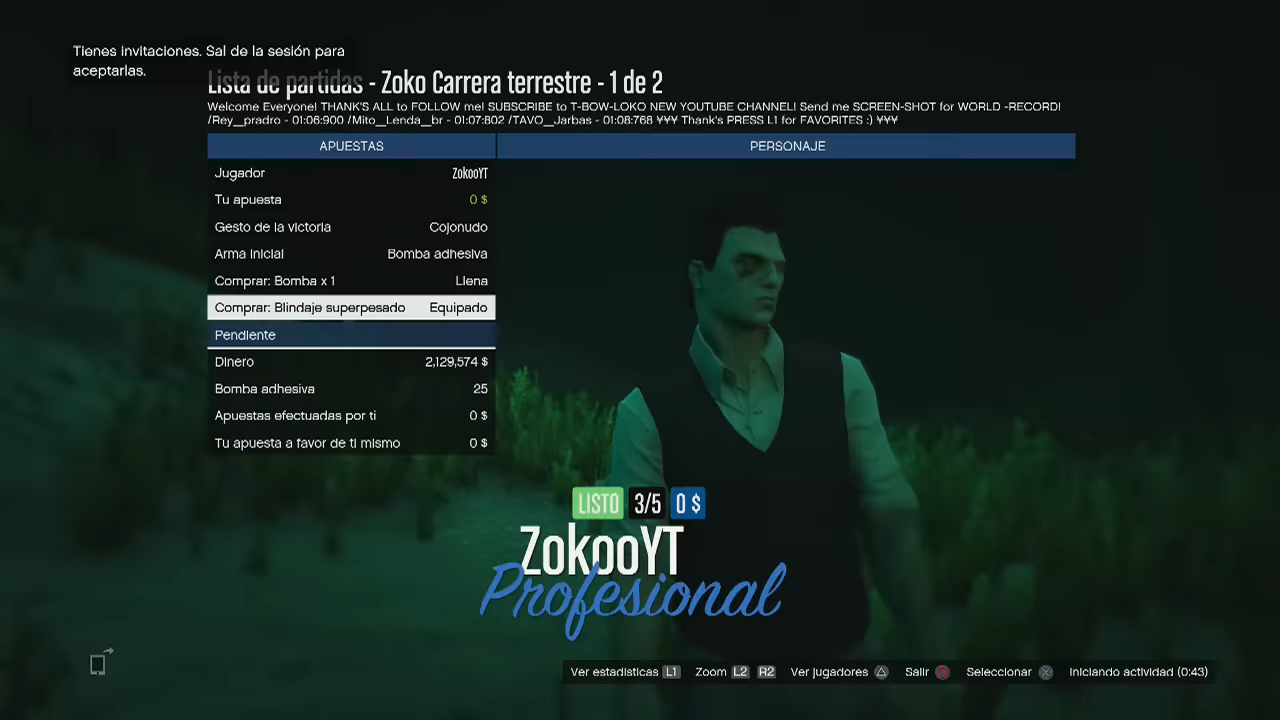 Tienes invitaciones. Sal de la sesión para
aceptarlas.
Lista de partidas - Zoko Carrera terrestre - 1 de 2
Welcome Everyone! THANK'S ALL to FOLLOW me! SUBSCRIBE to T-BOW-LOKO NEW YOUTUBE CHANNEL! Send me SCREEN-SHOT for WORLD -RECORD!
/Rey__pradro - 01:06:900 /Mito__Lenda__br - 01:07:802 /TAVO__Jarbas - 01:08:768 ¥¥¥ Thank's PRESS L1 for FAVORITES :) ¥¥¥
APUESTAS PERSONAJE
Jugador ZokooYT
Tu apuesta 0 $
Gesto de la victoria Cojonudo
Arma inicial Bomba adhesiva
Comprar: Bomba x 1 Llena
Comprar: Blindaje superpesado Equipado
Pendiente
Dinero 2,129,574 $
Bomba adhesiva 25
Apuestas efectuadas por ti 0 $
Tu apuesta a favor de ti mismo 0 $
LISTO 3/5 0 $
ZokooYT
Profesional
Ver estadísticas L1 Zoom L2 R2 Ver jugadores Salir Seleccionar Iniciando actividad (0:43)